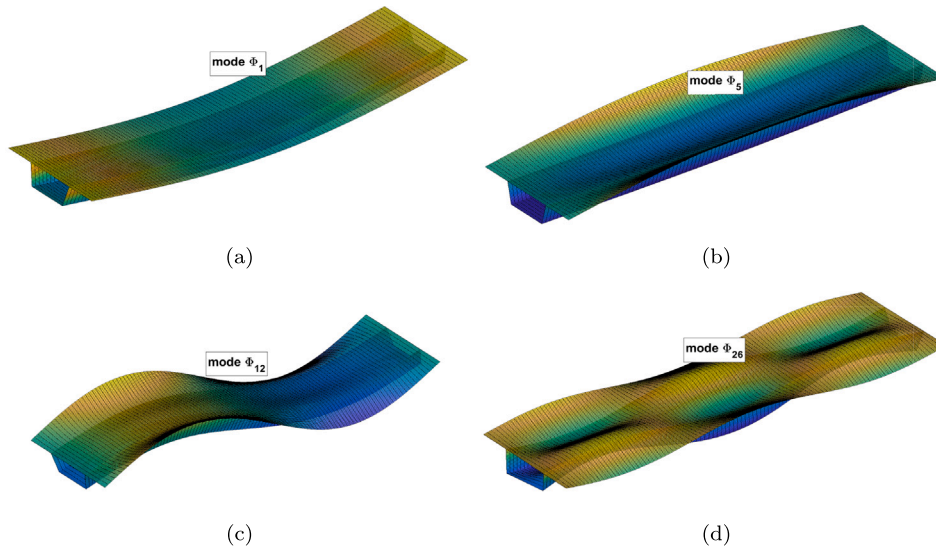 mode Φ1
mode Φ5
(a)
(b)
mode Φ12
mode Φ26
(c)
(d)